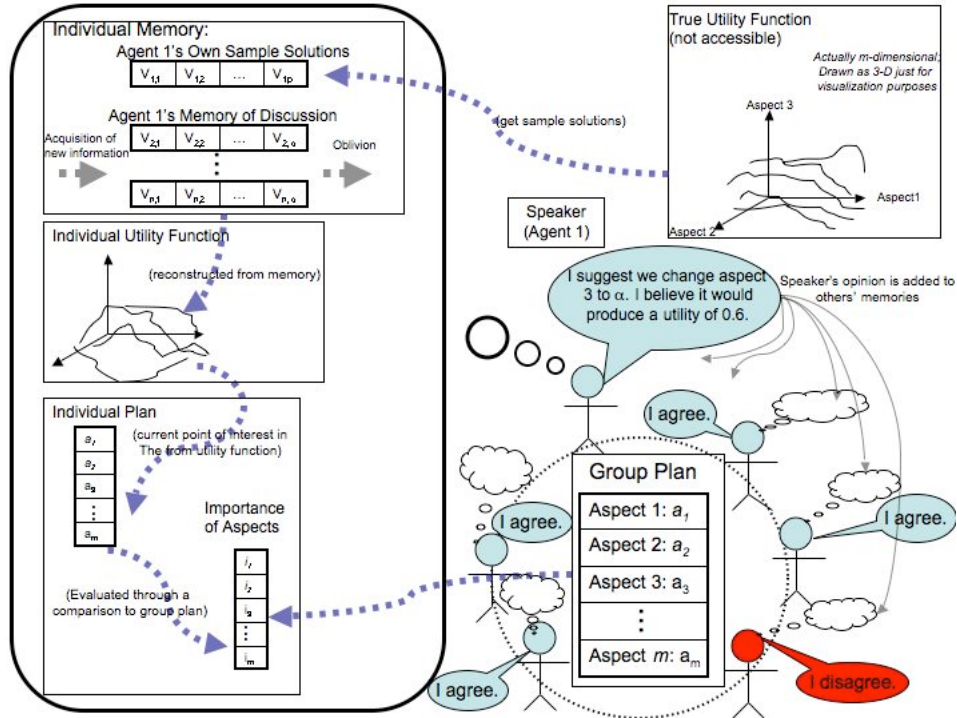 Individual Memory:
Agent 1's Own Sample Solutions
V1,1 V1,2 … V1p
Agent 1's Memory of Discussion
Acquisition of
new information
V2,1 V2,2 … V2,
Oblivion
⋮
Vn,1 Vn,2 … Vn,
Individual Utility Function
(reconstructed from memory)
Individual Plan
a1
a2
a3
⋮
am
(current point of interest in
The from utility function)
Importance
of Aspects
i1
i2
i3
⋮
im
(Evaluated through a
comparison to group plan)
True Utility Function
(not accessible)
Actually m-dimensional;
Drawn as 3-D just for
visualization purposes
Aspect 3
Aspect1
Aspect 2
(get sample solutions)
Speaker
(Agent 1)
I suggest we change aspect
3 to α. I believe it would
produce a utility of 0.6.
Speaker's opinion is added to
others' memories
I agree.
I agree.
I agree.
I agree.
I disagree.
Group Plan
Aspect 1: a1
Aspect 2: a2
Aspect 3: a3
⋮
Aspect m: am